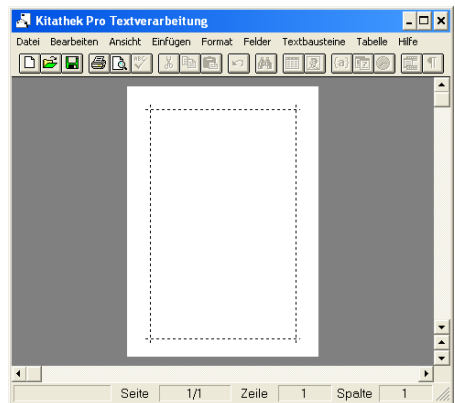 Kitathek Pro Textverarbeitung
Datei Bearbeiten Ansicht Einfügen Format Felder Textbausteine Tabelle Hilfe
Seite 1/1 Zeile 1 Spalte 1